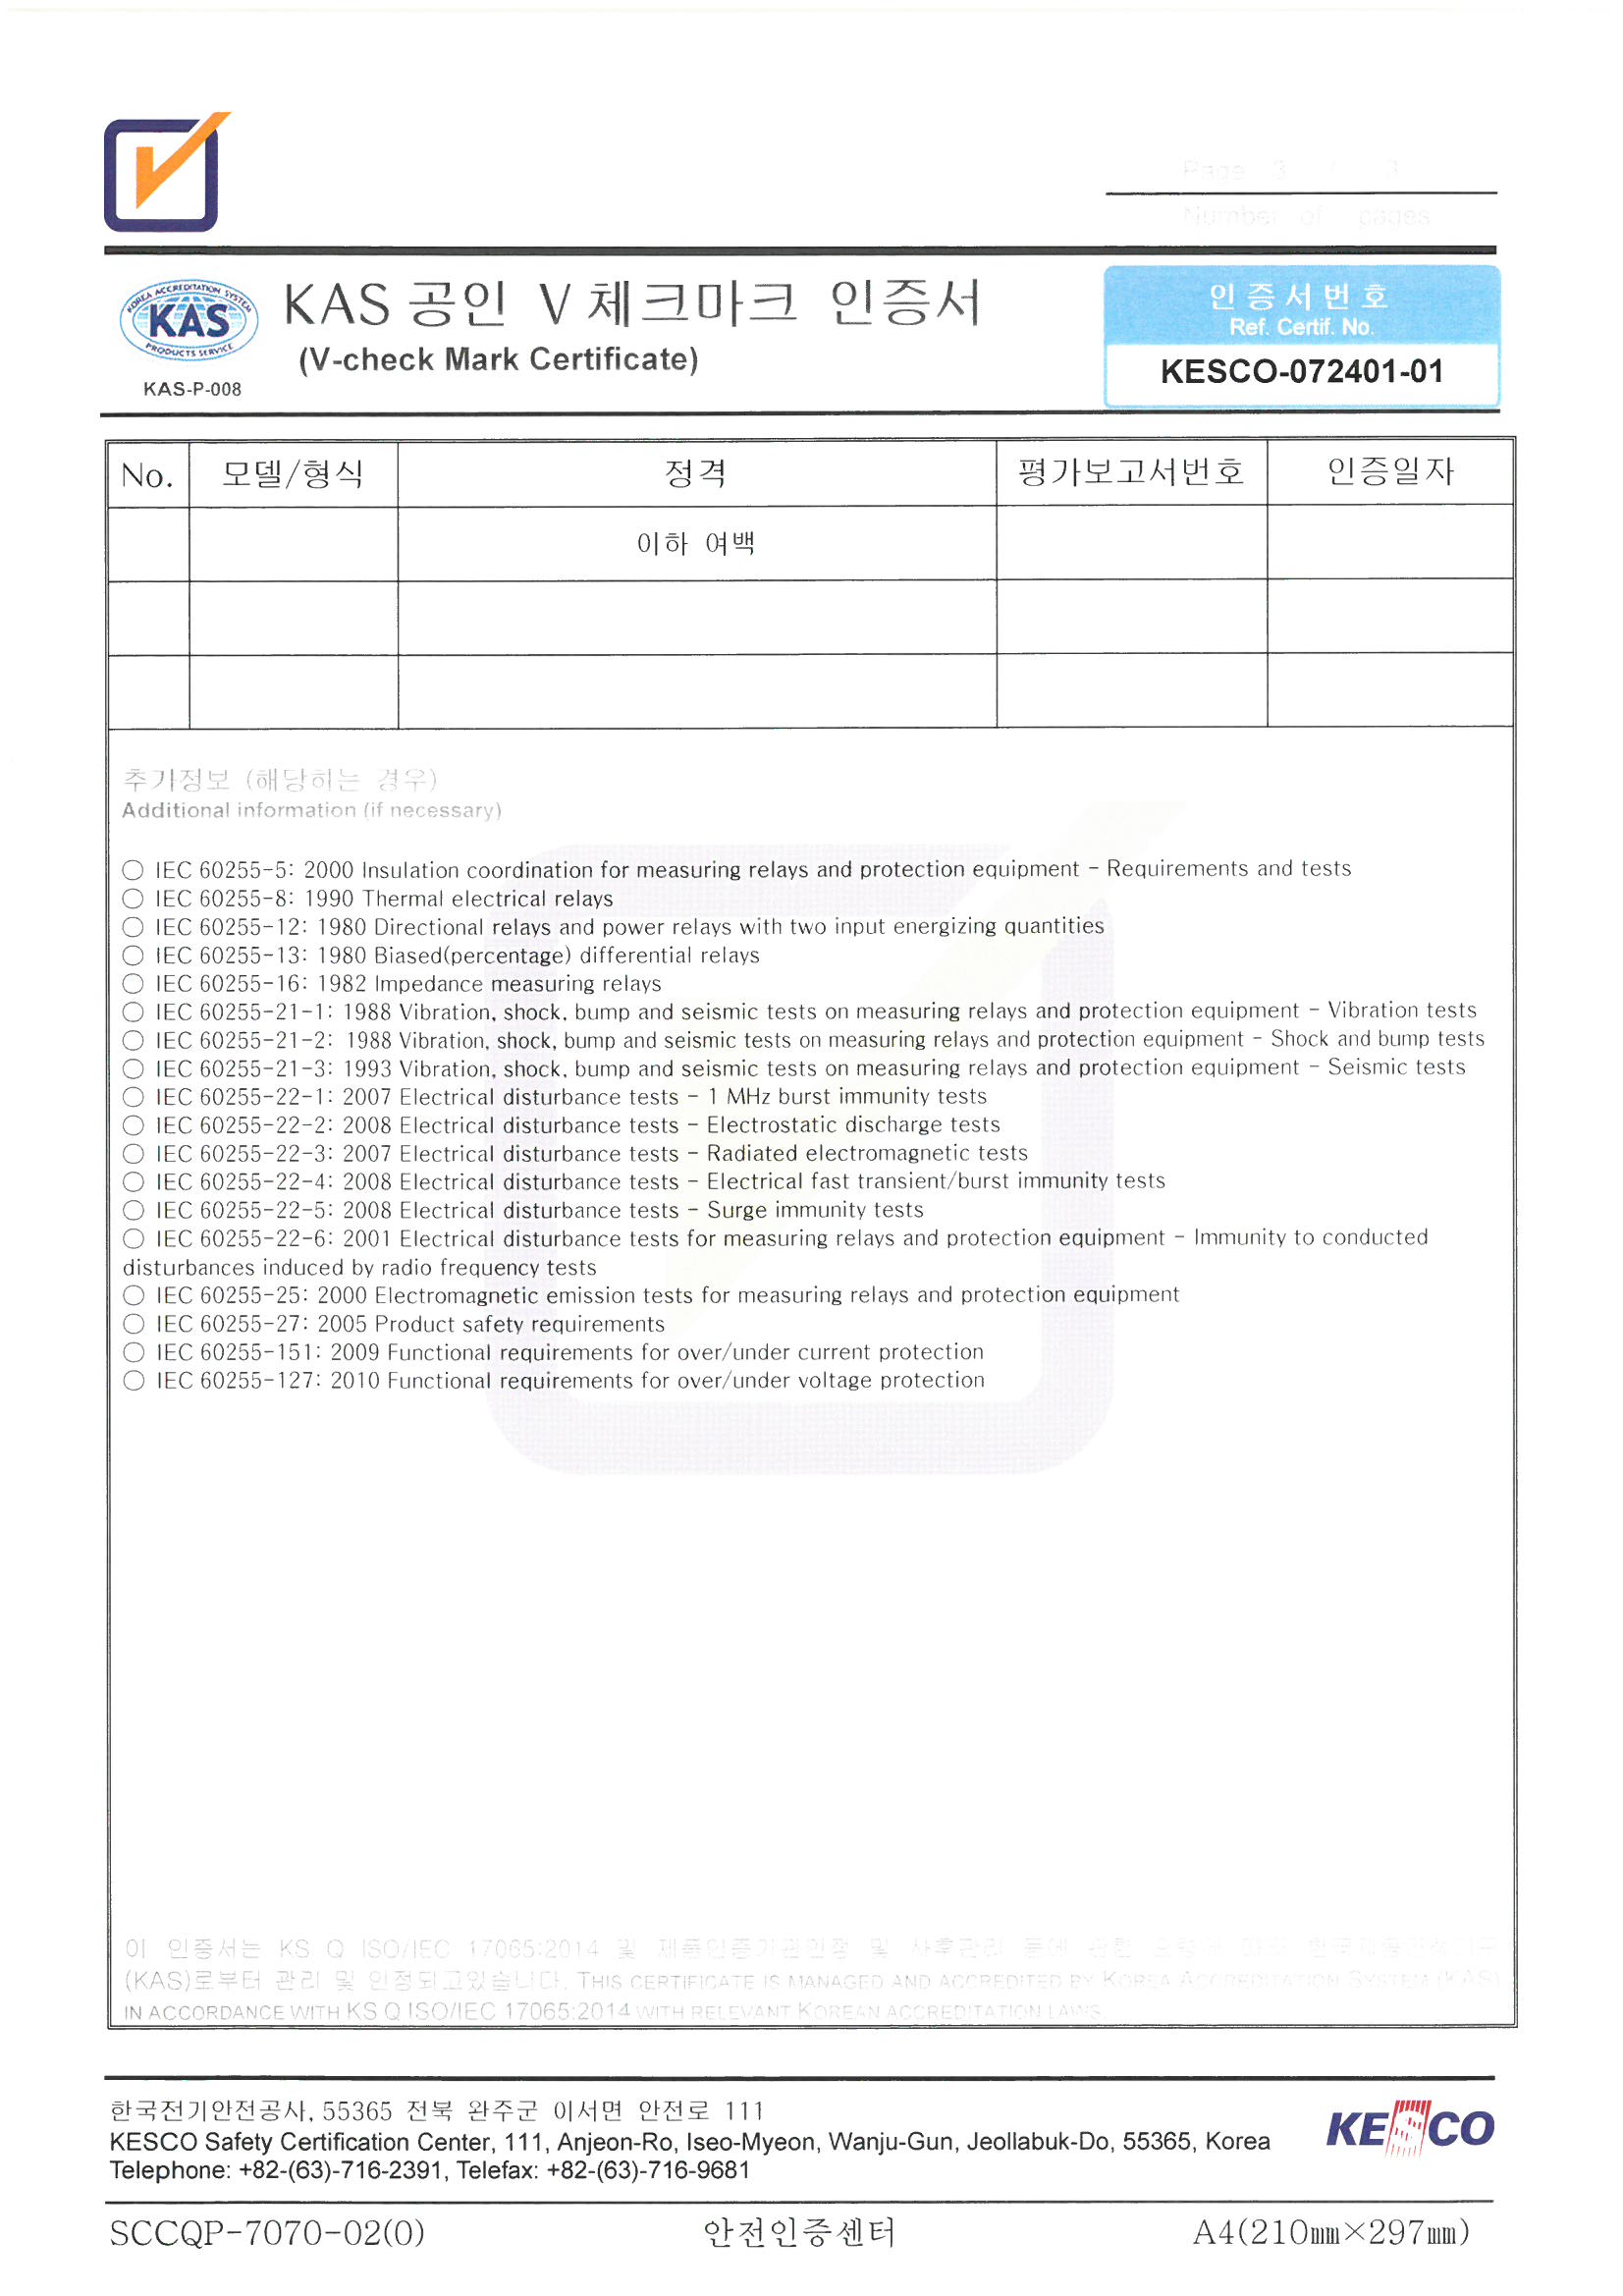 Page 3 / 3
Number of pages
KOREA ACCREDITATION SYSTEM
KAS
PRODUCTS SERVICE
KAS-P-008
KAS 공인 V 체크마크 인증서
(V-check Mark Certificate)
인증서번호
Ref. Certif. No.
KESCO-072401-01
No. 모델/형식 정격 평가보고서번호 인증일자
이하 여백
추가정보 (해당하는 경우)
Additional information (if necessary)
○ IEC 60255-5: 2000 Insulation coordination for measuring relays and protection equipment - Requirements and tests
○ IEC 60255-8: 1990 Thermal electrical relays
○ IEC 60255-12: 1980 Directional relays and power relays with two input energizing quantities
○ IEC 60255-13: 1980 Biased(percentage) differential relays
○ IEC 60255-16: 1982 Impedance measuring relays
○ IEC 60255-21-1: 1988 Vibration, shock, bump and seismic tests on measuring relays and protection equipment - Vibration tests
○ IEC 60255-21-2: 1988 Vibration, shock, bump and seismic tests on measuring relays and protection equipment - Shock and bump tests
○ IEC 60255-21-3: 1993 Vibration, shock, bump and seismic tests on measuring relays and protection equipment - Seismic tests
○ IEC 60255-22-1: 2007 Electrical disturbance tests - 1 MHz burst immunity tests
○ IEC 60255-22-2: 2008 Electrical disturbance tests - Electrostatic discharge tests
○ IEC 60255-22-3: 2007 Electrical disturbance tests - Radiated electromagnetic tests
○ IEC 60255-22-4: 2008 Electrical disturbance tests - Electrical fast transient/burst immunity tests
○ IEC 60255-22-5: 2008 Electrical disturbance tests - Surge immunity tests
○ IEC 60255-22-6: 2001 Electrical disturbance tests for measuring relays and protection equipment - Immunity to conducted
disturbances induced by radio frequency tests
○ IEC 60255-25: 2000 Electromagnetic emission tests for measuring relays and protection equipment
○ IEC 60255-27: 2005 Product safety requirements
○ IEC 60255-151: 2009 Functional requirements for over/under current protection
○ IEC 60255-127: 2010 Functional requirements for over/under voltage protection
이 인증서는 KS Q ISO/IEC 17065:2014 및 제품인증기관인정 및 사후관리 등에 관한
(KAS)로부터 관리 및 인정되고있습니다. THIS CERTIFICATE IS MANAGED AND ACCREDITED BY KOREA ACCREDITATION SYSTEM (KAS)
IN ACCORDANCE WITH KS Q ISO/IEC 17065:2014 WITH RELEVANT KOREAN ACCREDITATION LAWS.
한국전기안전공사, 55365 전북 완주군 이서면 안전로 111
KESCO Safety Certification Center, 111, Anjeon-Ro, Iseo-Myeon, Wanju-Gun, Jeollabuk-Do, 55365, Korea
Telephone: +82-(63)-716-2391, Telefax: +82-(63)-716-9681
KESCO
SCCQP-7070-02(0) 안전인증센터 A4(210㎜×297㎜)